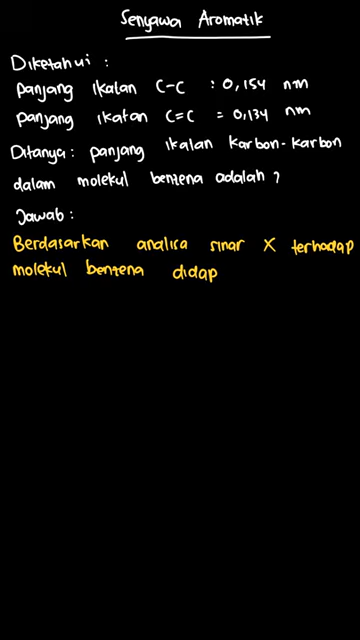 Senyawa Aromatik
Diketahui :
Panjang ikatan C-C : 0,154 nm
Panjang ikatan C=C = 0,134 nm
Ditanya : panjang ikatan karbon-karbon
dalam molekul benzena adalah ?
Jawab :
Berdasarkan analisa sinar X terhadap
molekul benzena didap